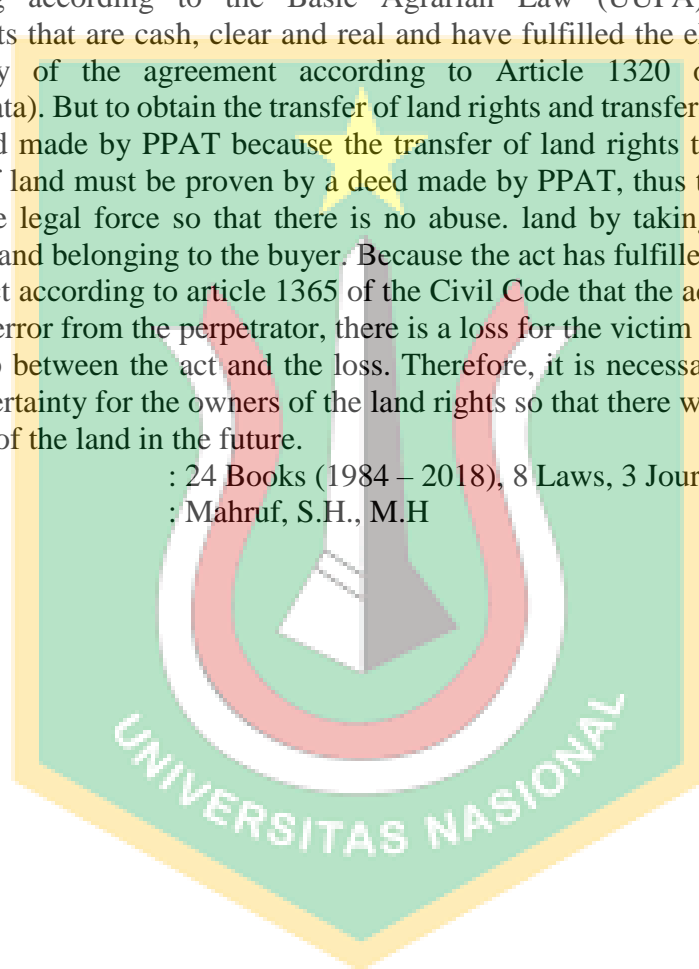 according to the Basic Agrarian Law (UUPA)
ts that are cash, clear and real and have fulfilled the el
y of the agreement according to Article 1320 o
ata). But to obtain the transfer of land rights and transfer
d made by PPAT because the transfer of land rights t
f land must be proven by a deed made by PPAT, thus t
e legal force so that there is no abuse. land by taking
and belonging to the buyer. Because the act has fulfille
ct according to article 1365 of the Civil Code that the a
error from the perpetrator, there is a loss for the victim
between the act and the loss. Therefore, it is necessa
ertainty for the owners of the land rights so that there w
of the land in the future.
: 24 Books (1984 – 2018), 8 Laws, 3 Jour
: Mahruf, S.H., M.H
UNIVERSITAS NASIONAL